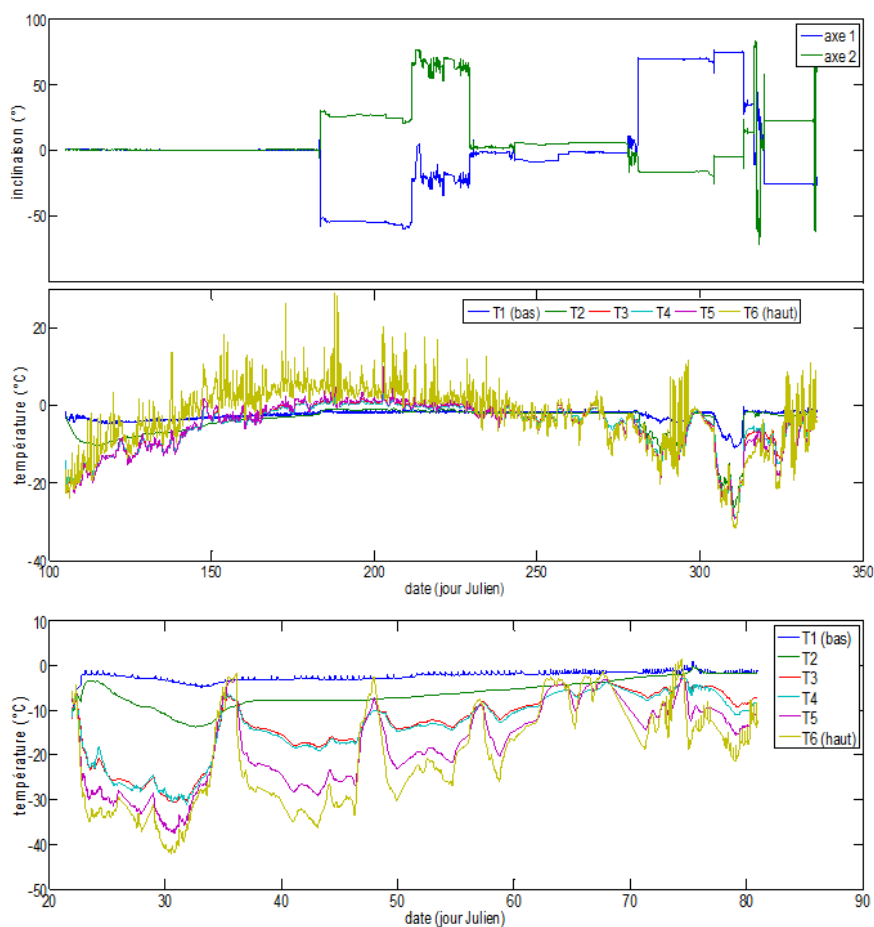 100
50
0
-50
inclinaison (°)
axe 1
axe 2
T1 (bas) T2 T3 T4 T5 T6 (haut)
20
0
-20
-40
température (°C)
100 150 200 250 300 350
date (jour Julien)
10
0
-10
-20
-30
-40
-50
température (°C)
T1 (bas)
T2
T3
T4
T5
T6 (haut)
20 30 40 50 60 70 80 90
date (jour Julien)